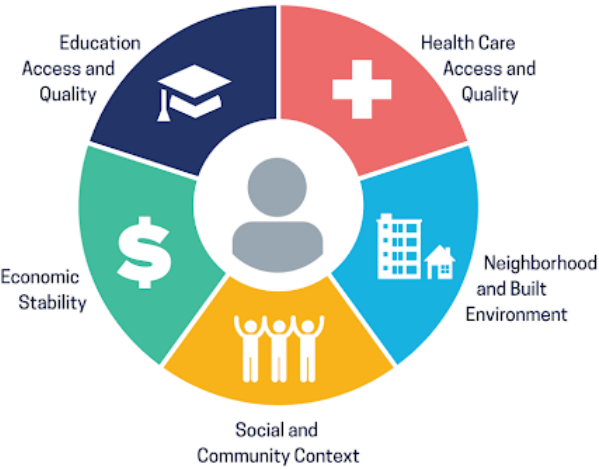 Education
Access and
Quality
Health Care
Access and
Quality
Economic
Stability
Neighborhood
and Built
Environment
Social and
Community Context